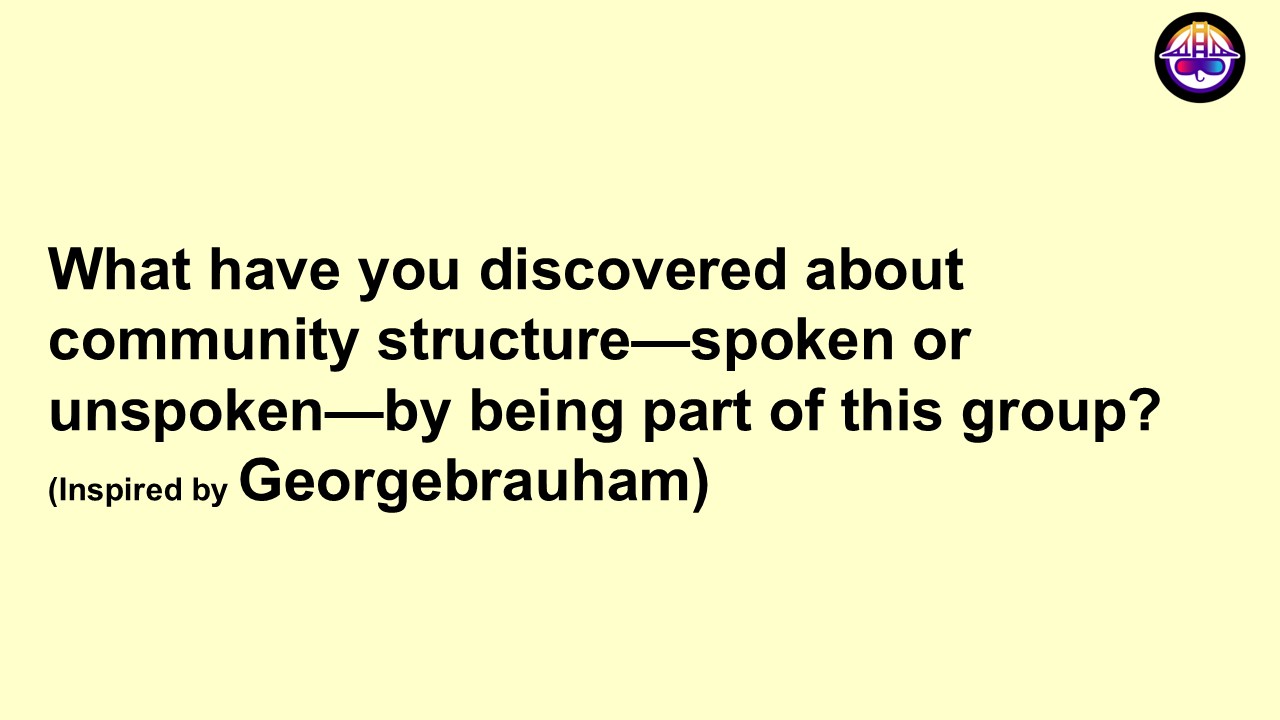 What have you discovered about
community structure—spoken or
unspoken—by being part of this group?
(Inspired by Georgebrauham)